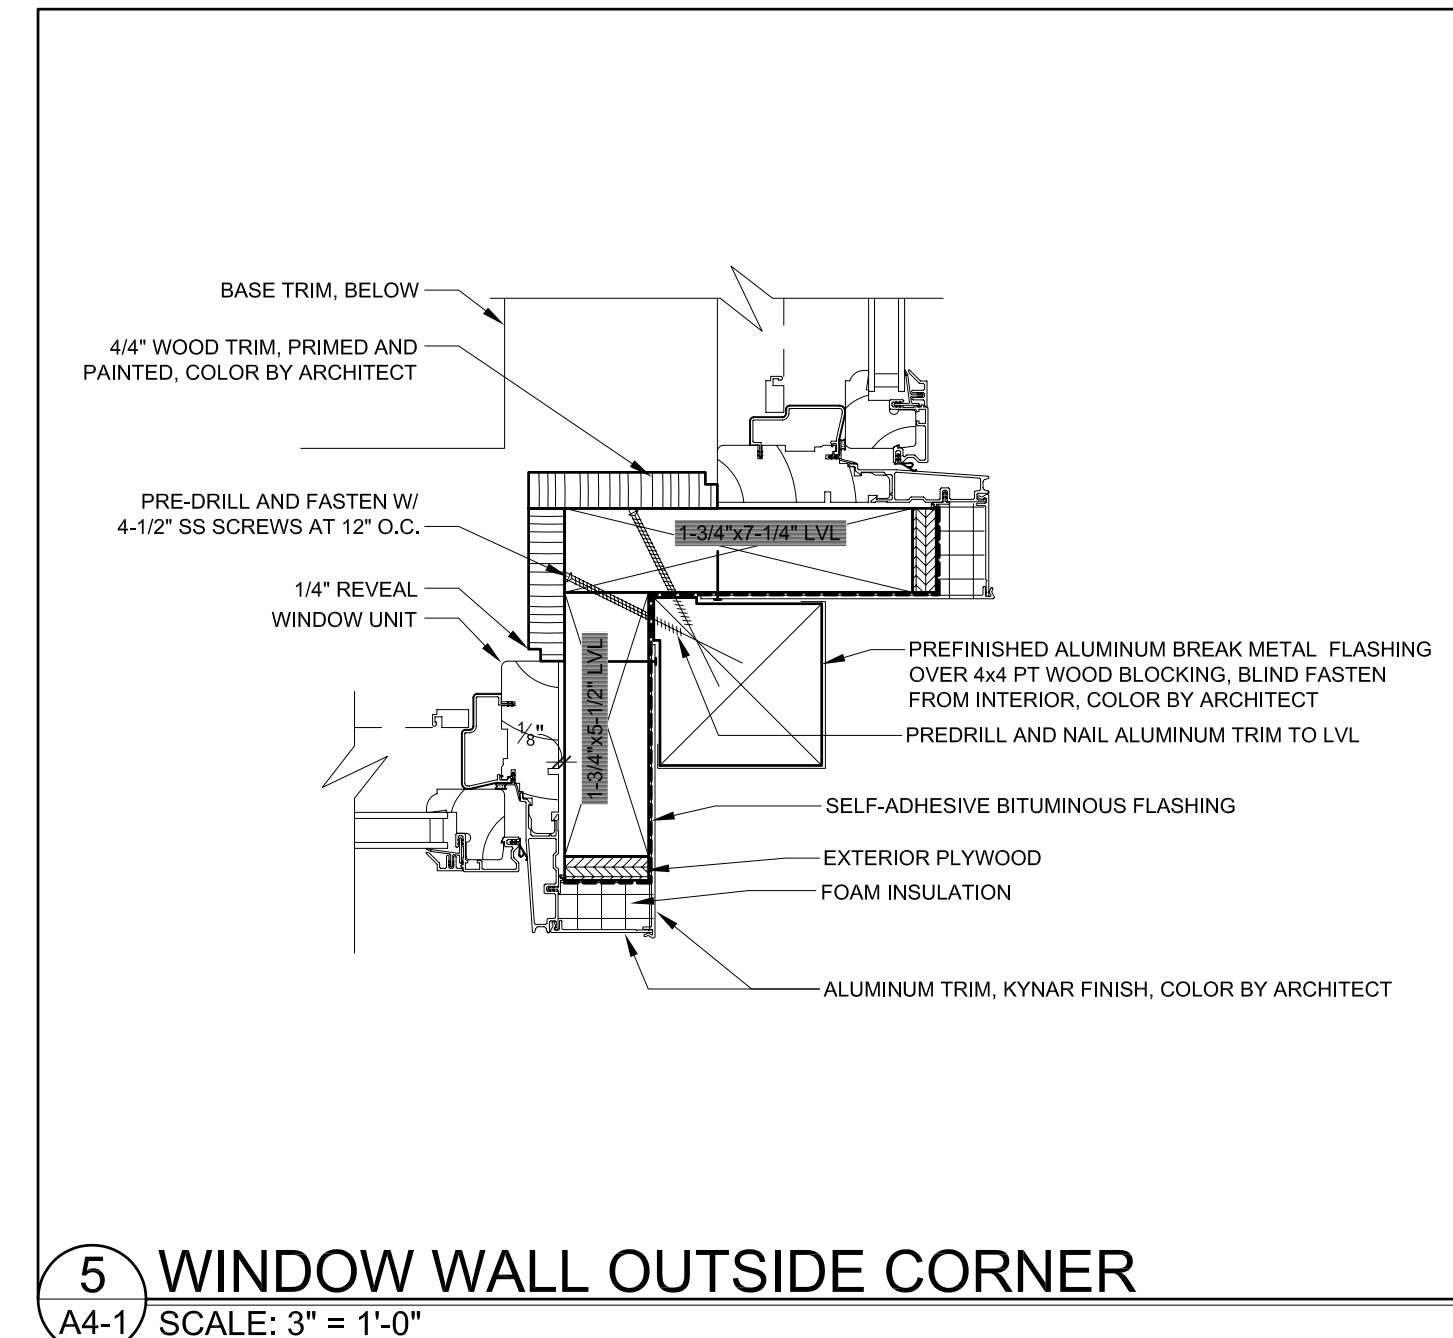 BASE TRIM, BELOW
4/4" WOOD TRIM, PRIMED AND
PAINTED, COLOR BY ARCHITECT
PRE-DRILL AND FASTEN W/
4-1/2" SS SCREWS AT 12" O.C.
1-3/4"x7-1/4" LVL
1/4" REVEAL
WINDOW UNIT
1-3/4"x5-1/2" LVL
1/8"
PREFINISHED ALUMINUM BREAK METAL FLASHING
OVER 4x4 PT WOOD BLOCKING, BLIND FASTEN
FROM INTERIOR, COLOR BY ARCHITECT
PREDRILL AND NAIL ALUMINUM TRIM TO LVL
SELF-ADHESIVE BITUMINOUS FLASHING
EXTERIOR PLYWOOD
FOAM INSULATION
ALUMINUM TRIM, KYNAR FINISH, COLOR BY ARCHITECT
5 WINDOW WALL OUTSIDE CORNER
A4-1 SCALE: 3" = 1'-0"